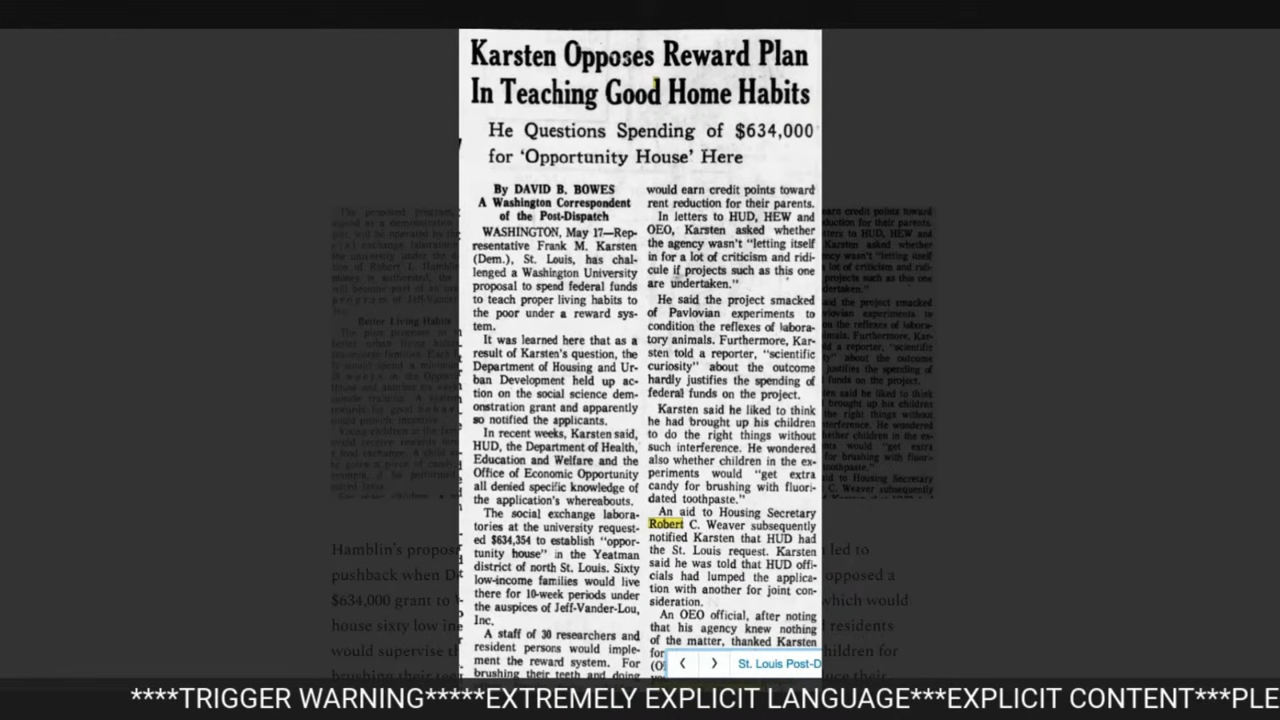 Karsten Opposes Reward Plan
In Teaching Good Home Habits
He Questions Spending of $634,000
for ‘Opportunity House’ Here
By DAVID B. BOWES
A Washington Correspondent
of the Post-Dispatch
WASHINGTON, May 17—Rep-
resentative Frank M. Karsten
(Dem.), St. Louis, has chal-
lenged a Washington University
proposal to spend federal funds
to teach proper living habits to
the poor under a reward sys-
tem.
It was learned here that as a
result of Karsten's question, the
Department of Housing and Ur-
ban Development held up ac-
tion on the social science dem-
onstration grant and apparently
so notified the applicants.
In recent weeks, Karsten said,
HUD, the Department of Health,
Education and Welfare and the
Office of Economic Opportunity
all denied specific knowledge of
the application's whereabouts.
The social exchange labora-
tories at the university request-
ed $634,354 to establish "oppor-
tunity house" in the Yeatman
district of north St. Louis. Sixty
low-income families would live
there for 10-week periods under
the auspices of Jeff-Vander-Lou,
Inc.
A staff of 30 researchers and
resident persons would imple-
ment the reward system. For
brushing their teeth and doing
would earn credit points toward
rent reduction for their parents.
In letters to HUD, HEW and
OEO, Karsten asked whether
the agency wasn't "letting itself
in for a lot of criticism and ridi-
cule if projects such as this one
are undertaken."
He said the project smacked
of Pavlovian experiments to
condition the reflexes of labora-
tory animals. Furthermore, Kar-
sten told a reporter, "scientific
curiosity" about the outcome
hardly justifies the spending of
federal funds on the project.
Karsten said he liked to think
he had brought up his children
to do the right things without
such interference. He wondered
also whether children in the ex-
periments would "get extra
candy for brushing with fluori-
dated toothpaste."
An aid to Housing Secretary
Robert C. Weaver subsequently
notified Karsten that HUD had
the St. Louis request. Karsten
said he was told that HUD offi-
cials had lumped the applica-
tion with another for joint con-
sideration.
An OEO official, after noting
that his agency knew nothing
of the matter, thanked Karsten
for
St. Louis Post-D
Hamblin's propos led to
pushback when D opposed a
$634,000 grant to which would
house sixty low in residents
would supervise th hildren for
****TRIGGER WARNING*****EXTREMELY EXPLICIT LANGUAGE***EXPLICIT CONTENT***PLE